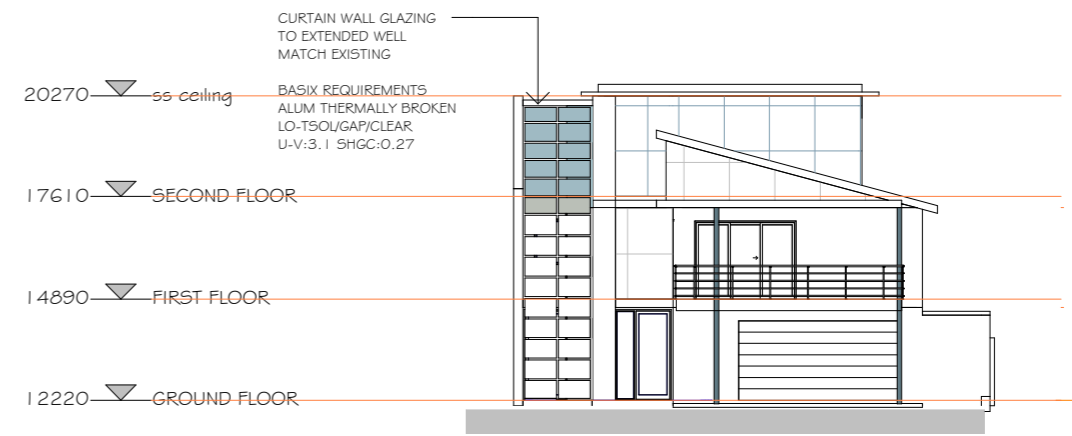 CURTAIN WALL GLAZING
TO EXTENDED WELL
MATCH EXISTING
BASIX REQUIREMENTS
ALUM THERMALLY BROKEN
LO-TSOL/GAP/CLEAR
U-V:3.1 SHGC:0.27
20270 ss ceiling
17610 SECOND FLOOR
14890 FIRST FLOOR
12220 GROUND FLOOR